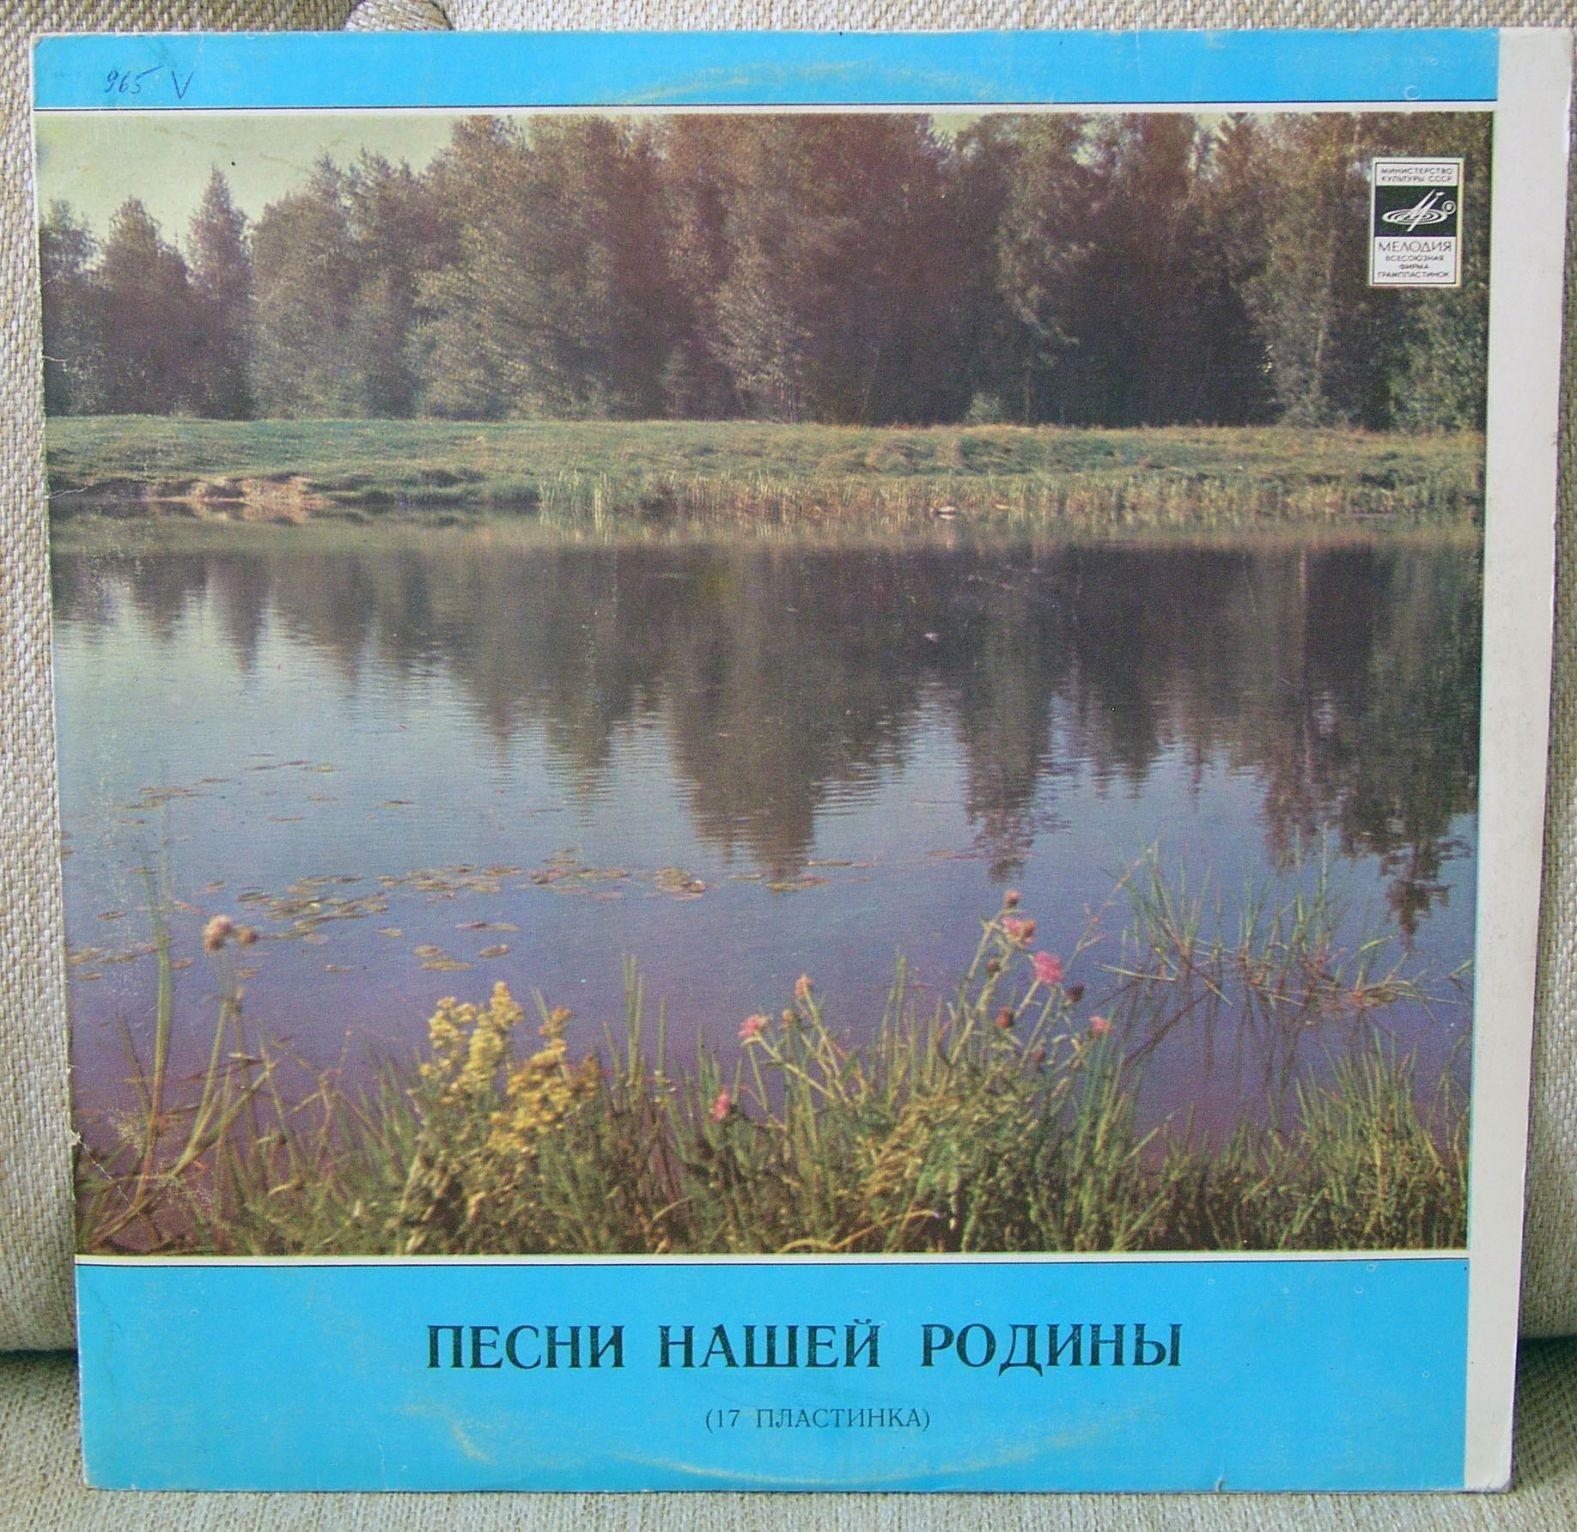 965 V
МИНИСТЕРСТВО
КУЛЬТУРЫ СССР
МЕЛОДИЯ
ВСЕСОЮЗНАЯ
ФИРМА
ГРАМПЛАСТИНОК
ПЕСНИ НАШЕЙ РОДИНЫ
(17 ПЛАСТИНКА)